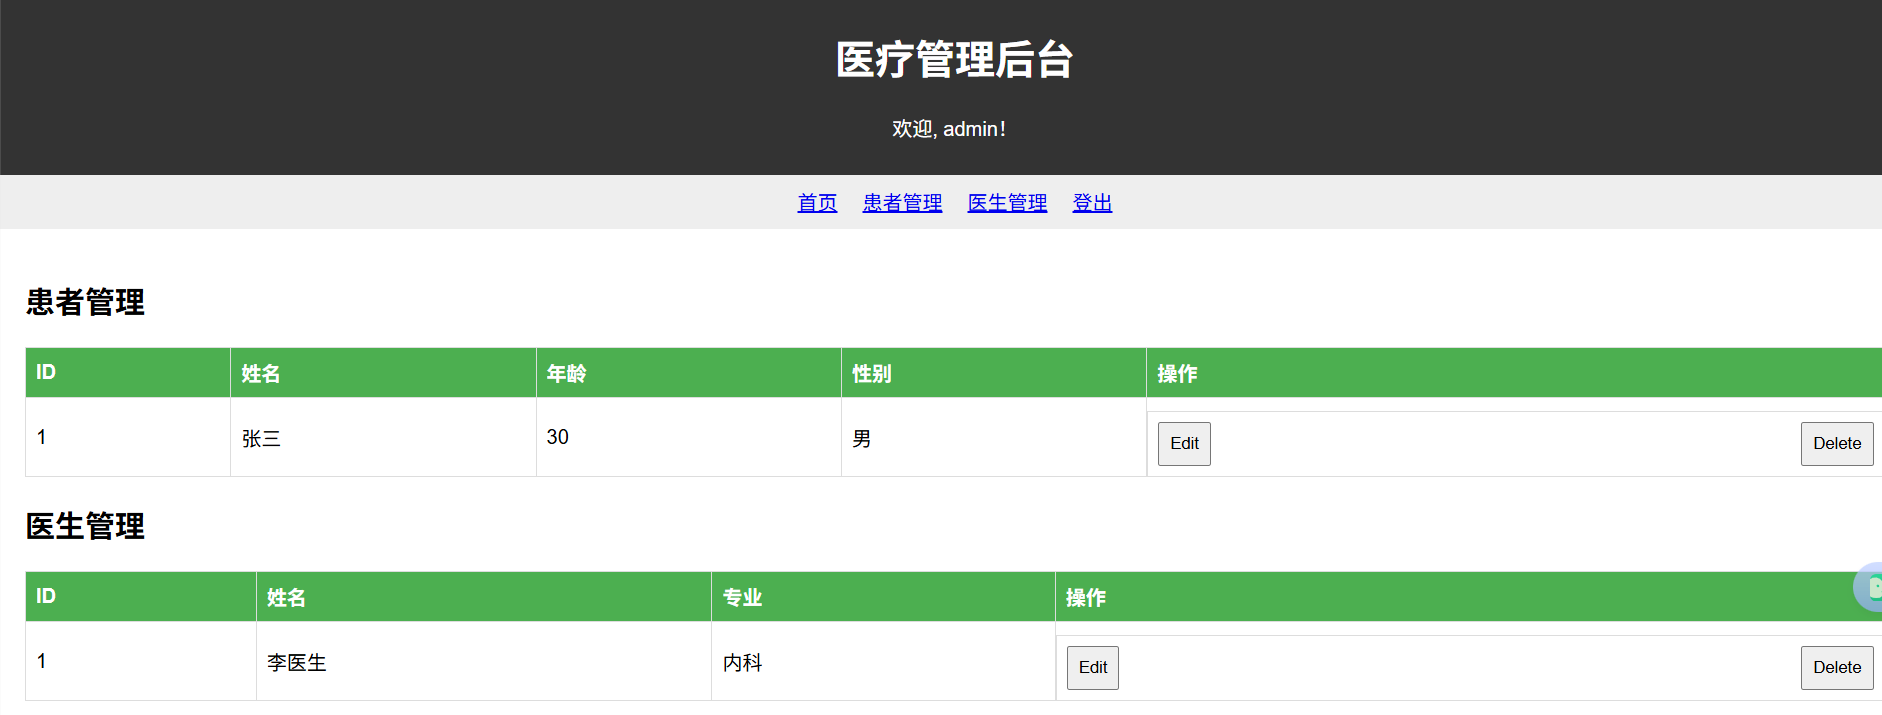 医疗管理后台
欢迎, admin!
首页 患者管理 医生管理 登出
患者管理
ID 姓名 年龄 性别 操作
1 张三 30 男 Edit Delete
医生管理
ID 姓名 专业 操作
1 李医生 内科 Edit Delete